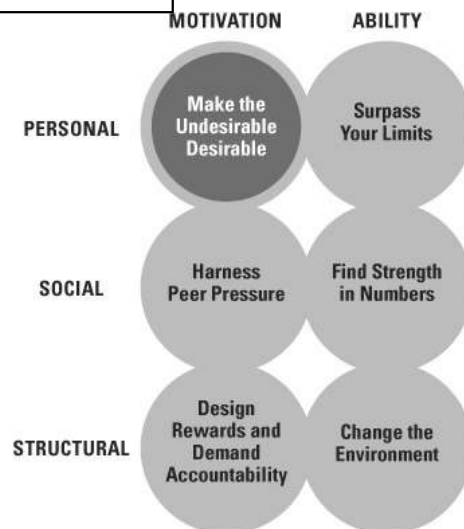 MOTIVATION ABILITY
PERSONAL
Make the
Undesirable
Desirable
Surpass
Your Limits
SOCIAL
Harness
Peer Pressure
Find Strength
in Numbers
STRUCTURAL
Design
Rewards and
Demand
Accountability
Change the
Environment